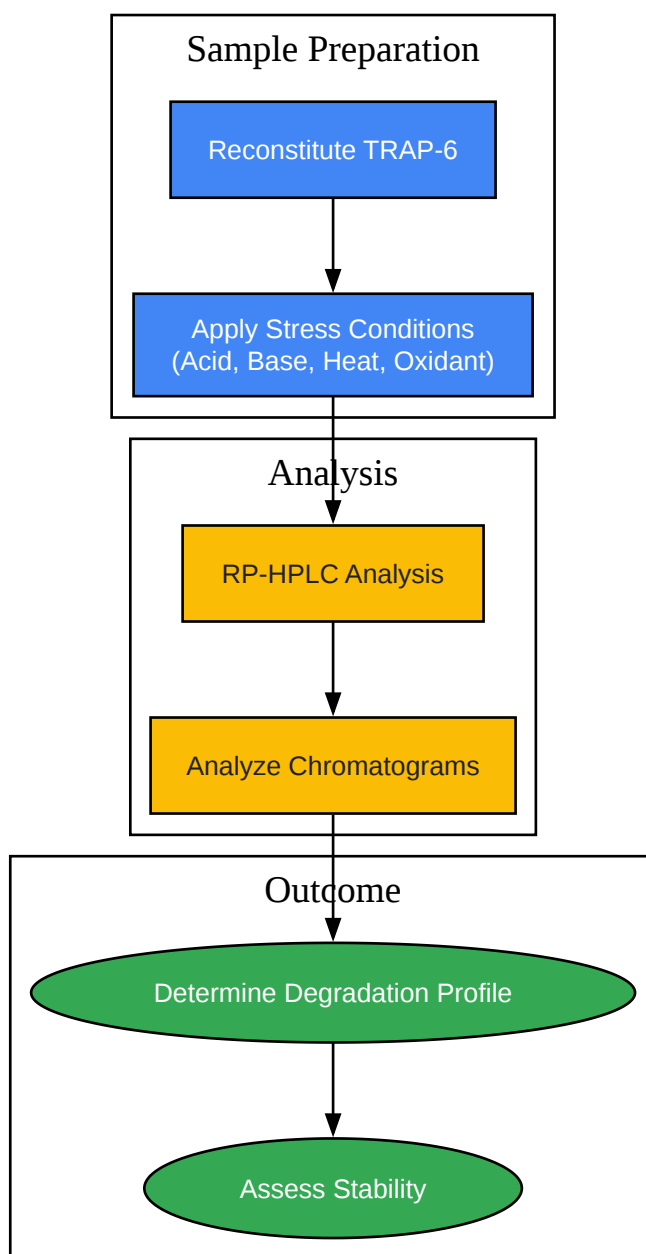 Sample Preparation
Reconstitute TRAP-6
Apply Stress Conditions
(Acid, Base, Heat, Oxidant)
Analysis
RP-HPLC Analysis
Analyze Chromatograms
Outcome
Determine Degradation Profile
Assess Stability